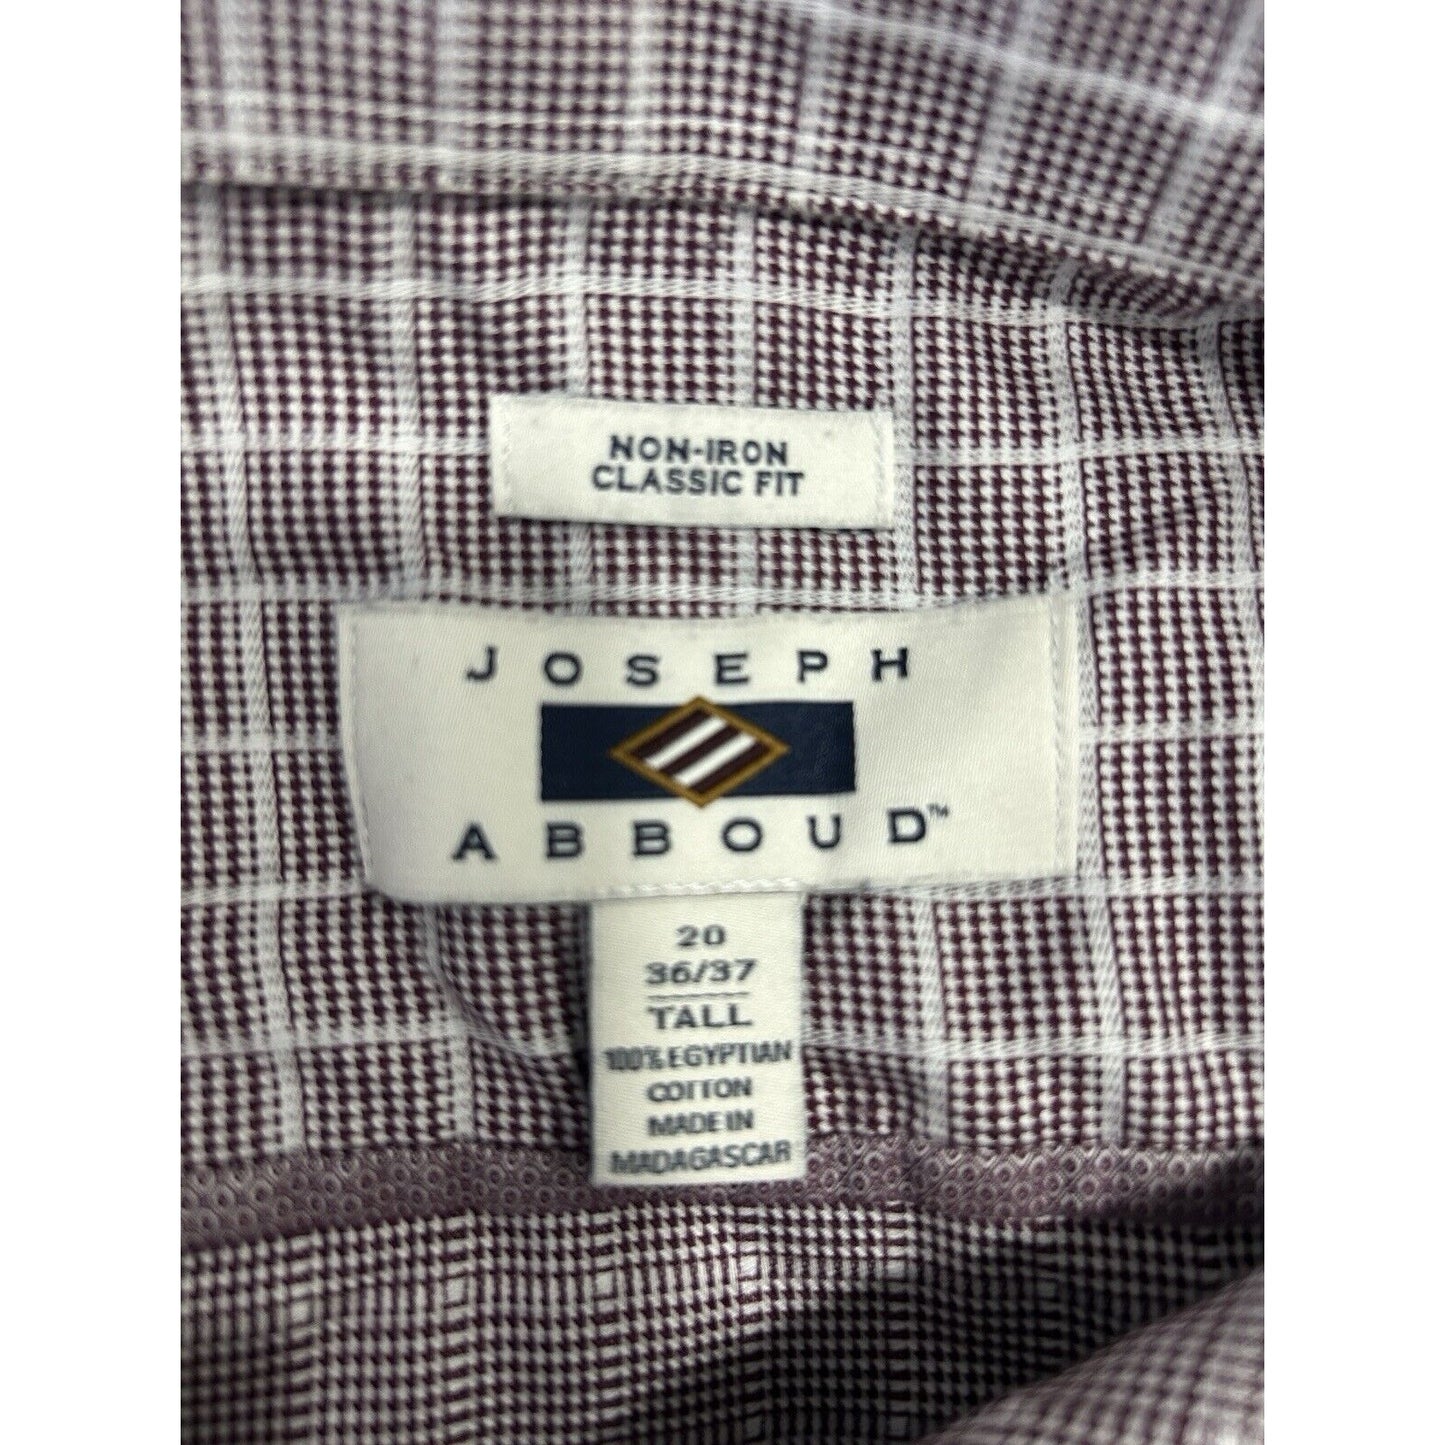 NON-IRON
CLASSIC FIT
JOSEPH
ABBOUD™
20
36/37
TALL
100% EGYPTIAN
COTTON
MADE IN
MADAGASCAR